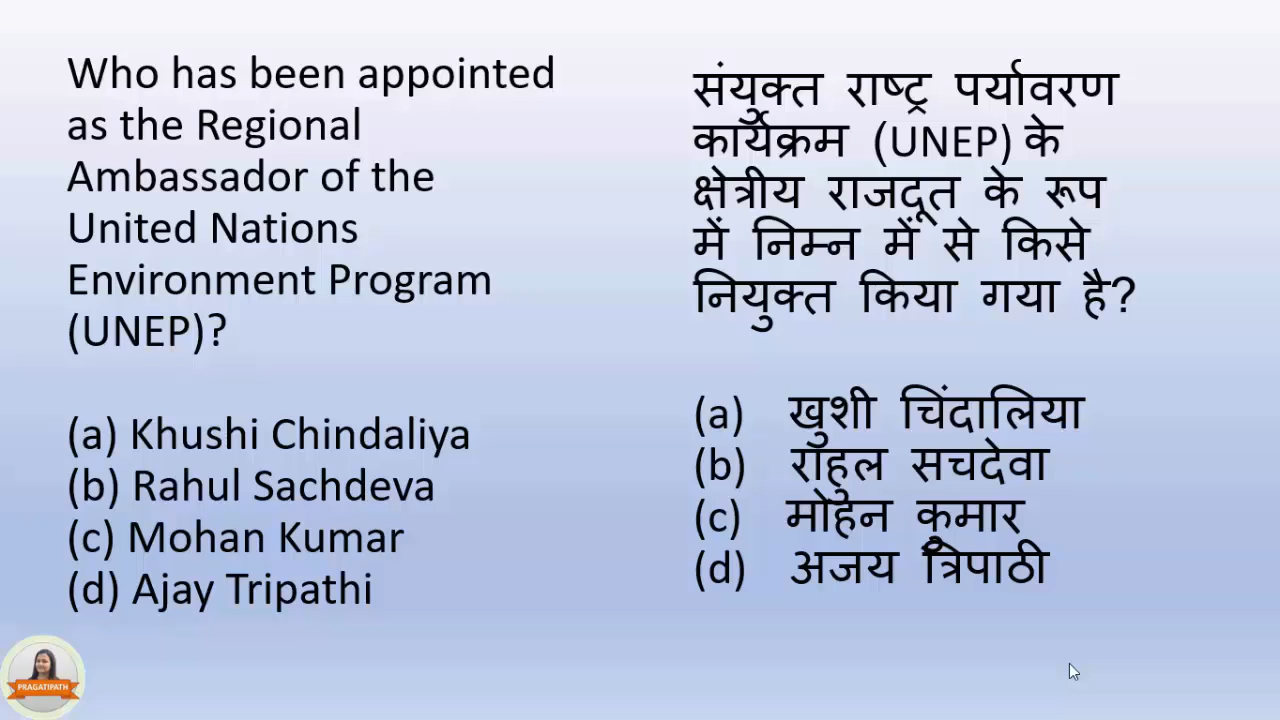 Who has been appointed
as the Regional
Ambassador of the
United Nations
Environment Program
(UNEP)?
(a) Khushi Chindaliya
(b) Rahul Sachdeva
(c) Mohan Kumar
(d) Ajay Tripathi
संयुक्त राष्ट्र पर्यावरण
कार्यक्रम (UNEP) के
क्षेत्रीय राजदूत के रूप
में निम्न में से किसे
नियुक्त किया गया है?
(a) खुशी चिंदालिया
(b) राहुल सचदेवा
(c) मोहन कुमार
(d) अजय त्रिपाठी
PRAGATIPATH